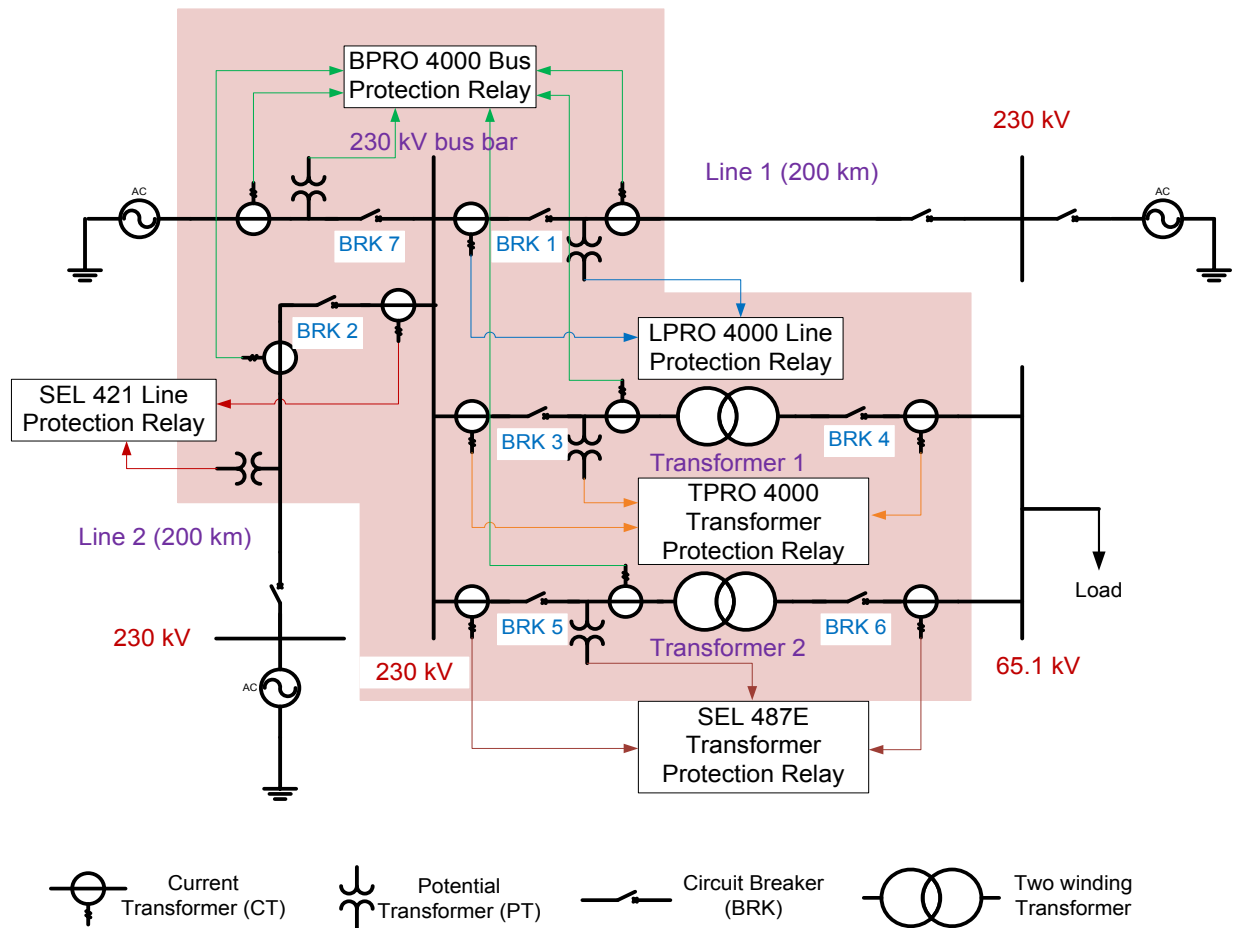 BPRO 4000 Bus
Protection Relay
230 kV bus bar
230 kV
Line 1 (200 km)
AC
AC
BRK 7
BRK 1
BRK 2
LPRO 4000 Line
Protection Relay
SEL 421 Line
Protection Relay
BRK 3
BRK 4
Transformer 1
TPRO 4000
Transformer
Protection Relay
Line 2 (200 km)
Load
BRK 5
BRK 6
Transformer 2
230 kV
230 kV
65.1 kV
AC
SEL 487E
Transformer
Protection Relay
Current
Transformer (CT)
Potential
Transformer (PT)
Circuit Breaker
(BRK)
Two winding
Transformer